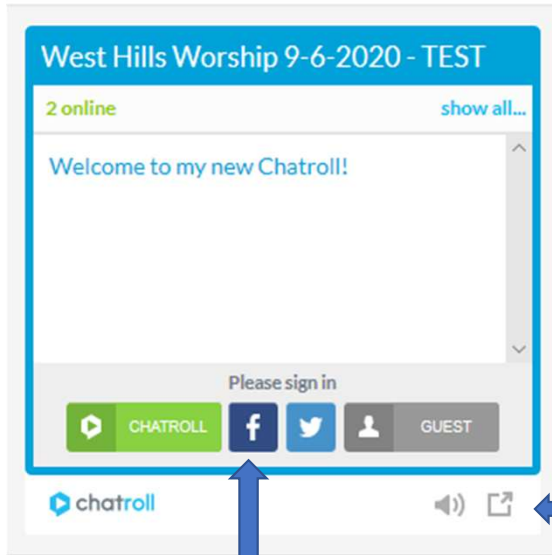 West Hills Worship 9-6-2020 - TEST
2 online show all...
Welcome to my new Chatroll!
Please sign in
CHATROLL f GUEST
chatroll